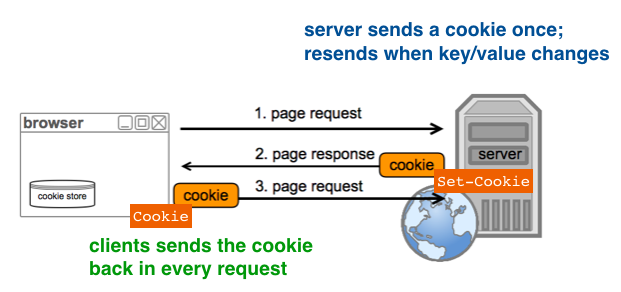 server sends a cookie once;
resends when key/value changes
browser
1. page request
2. page response
cookie
server
cookie store
cookie
3. page request
Set-Cookie
Cookie
clients sends the cookie
back in every request